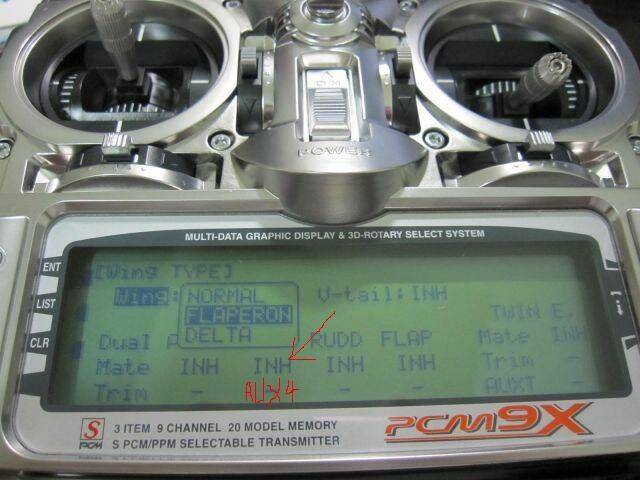 POWER
MULTI-DATA GRAPHIC DISPLAY & 3D-ROTARY SELECT SYSTEM
ENT
LIST
CLR
[Wing TYPE]
Wing: NORMAL V-tail: INH
FLAPERON TWIN E.
DELTA
Dual RUDD FLAP Mate INH
Mate INH INH INH INH Trim -
Trim - - - - AUXT -
AUX4
S PCM
3 ITEM 9 CHANNEL 20 MODEL MEMORY
S PCM/PPM SELECTABLE TRANSMITTER
PCM9X